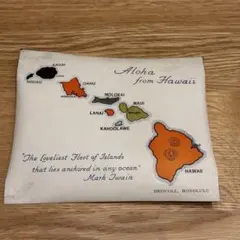 Aloha
from Hawaii
KAUAI
OAHU
MOLOKAI
LANAI
MAUI
KAHOOLAWE
HAWAII
"The Loveliest Fleet of Islands
that lies anchored in any ocean"
Mark Twain
HONOLULU